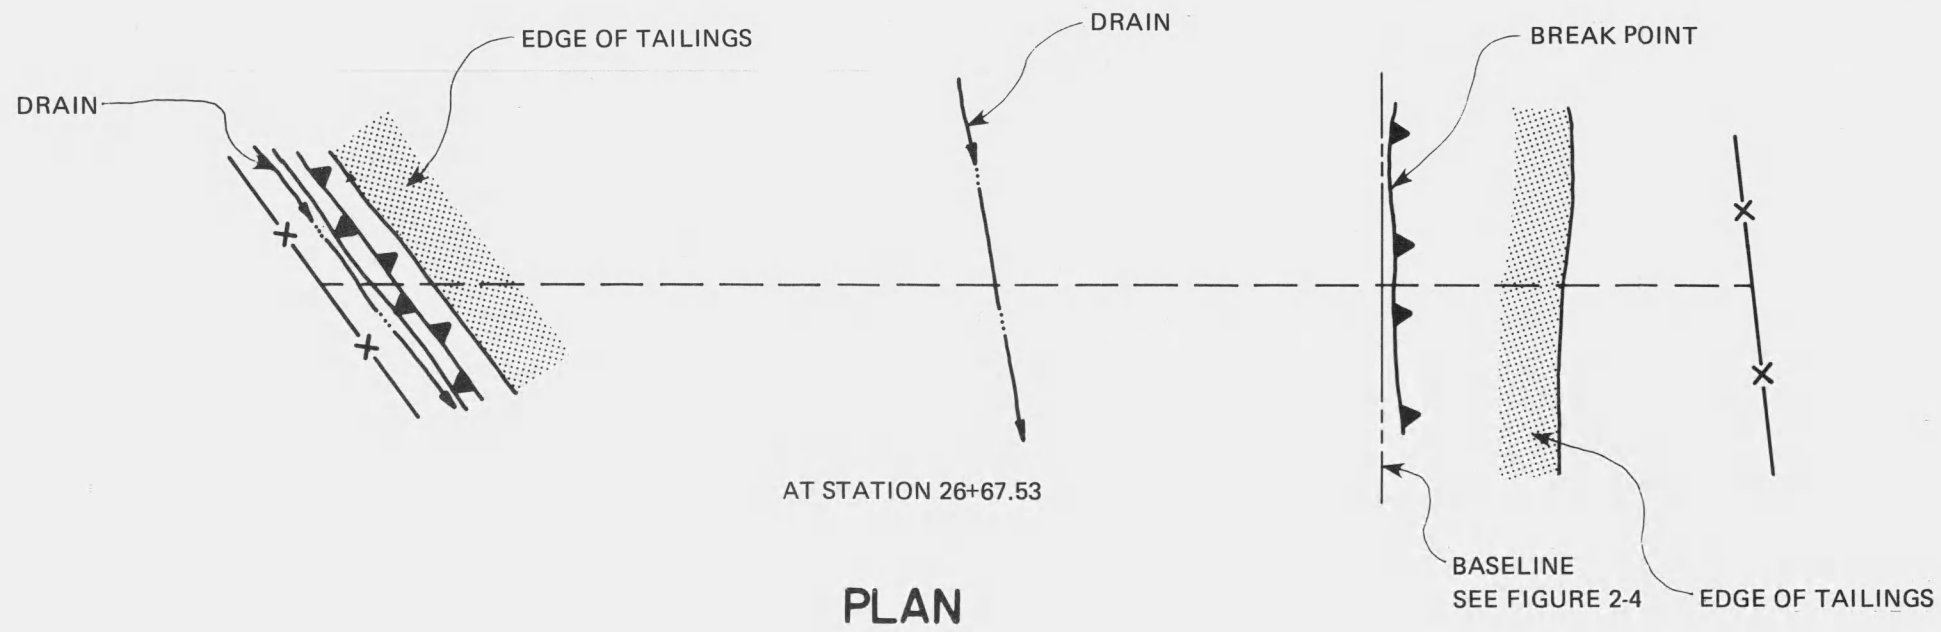 DRAIN
EDGE OF TAILINGS
DRAIN
BREAK POINT
AT STATION 26+67.53
BASELINE
SEE FIGURE 2-4
EDGE OF TAILINGS
PLAN